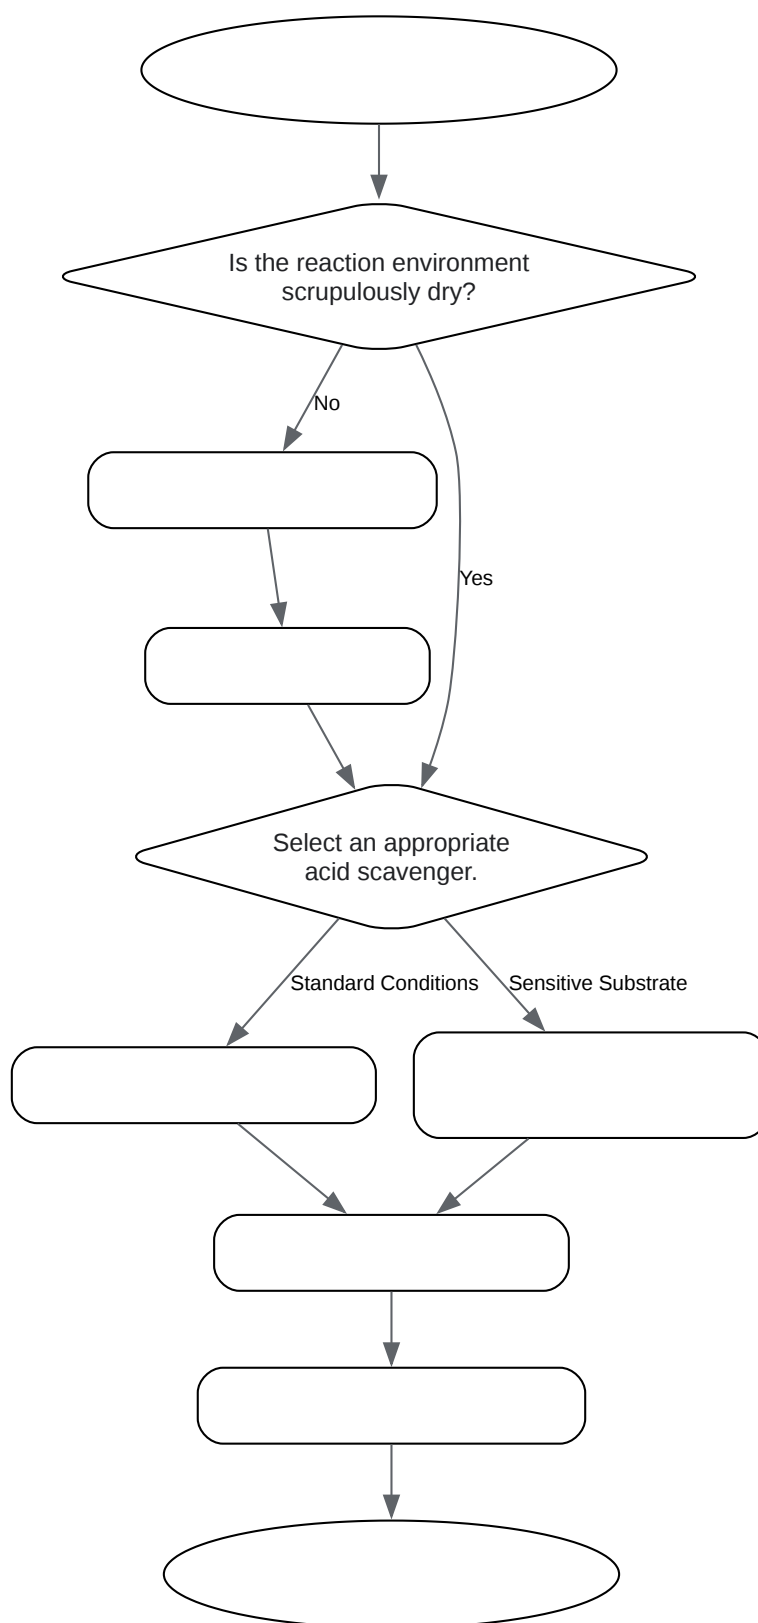 Is the reaction environment
scrupulously dry?
No
Yes
Select an appropriate
acid scavenger.
Standard Conditions
Sensitive Substrate